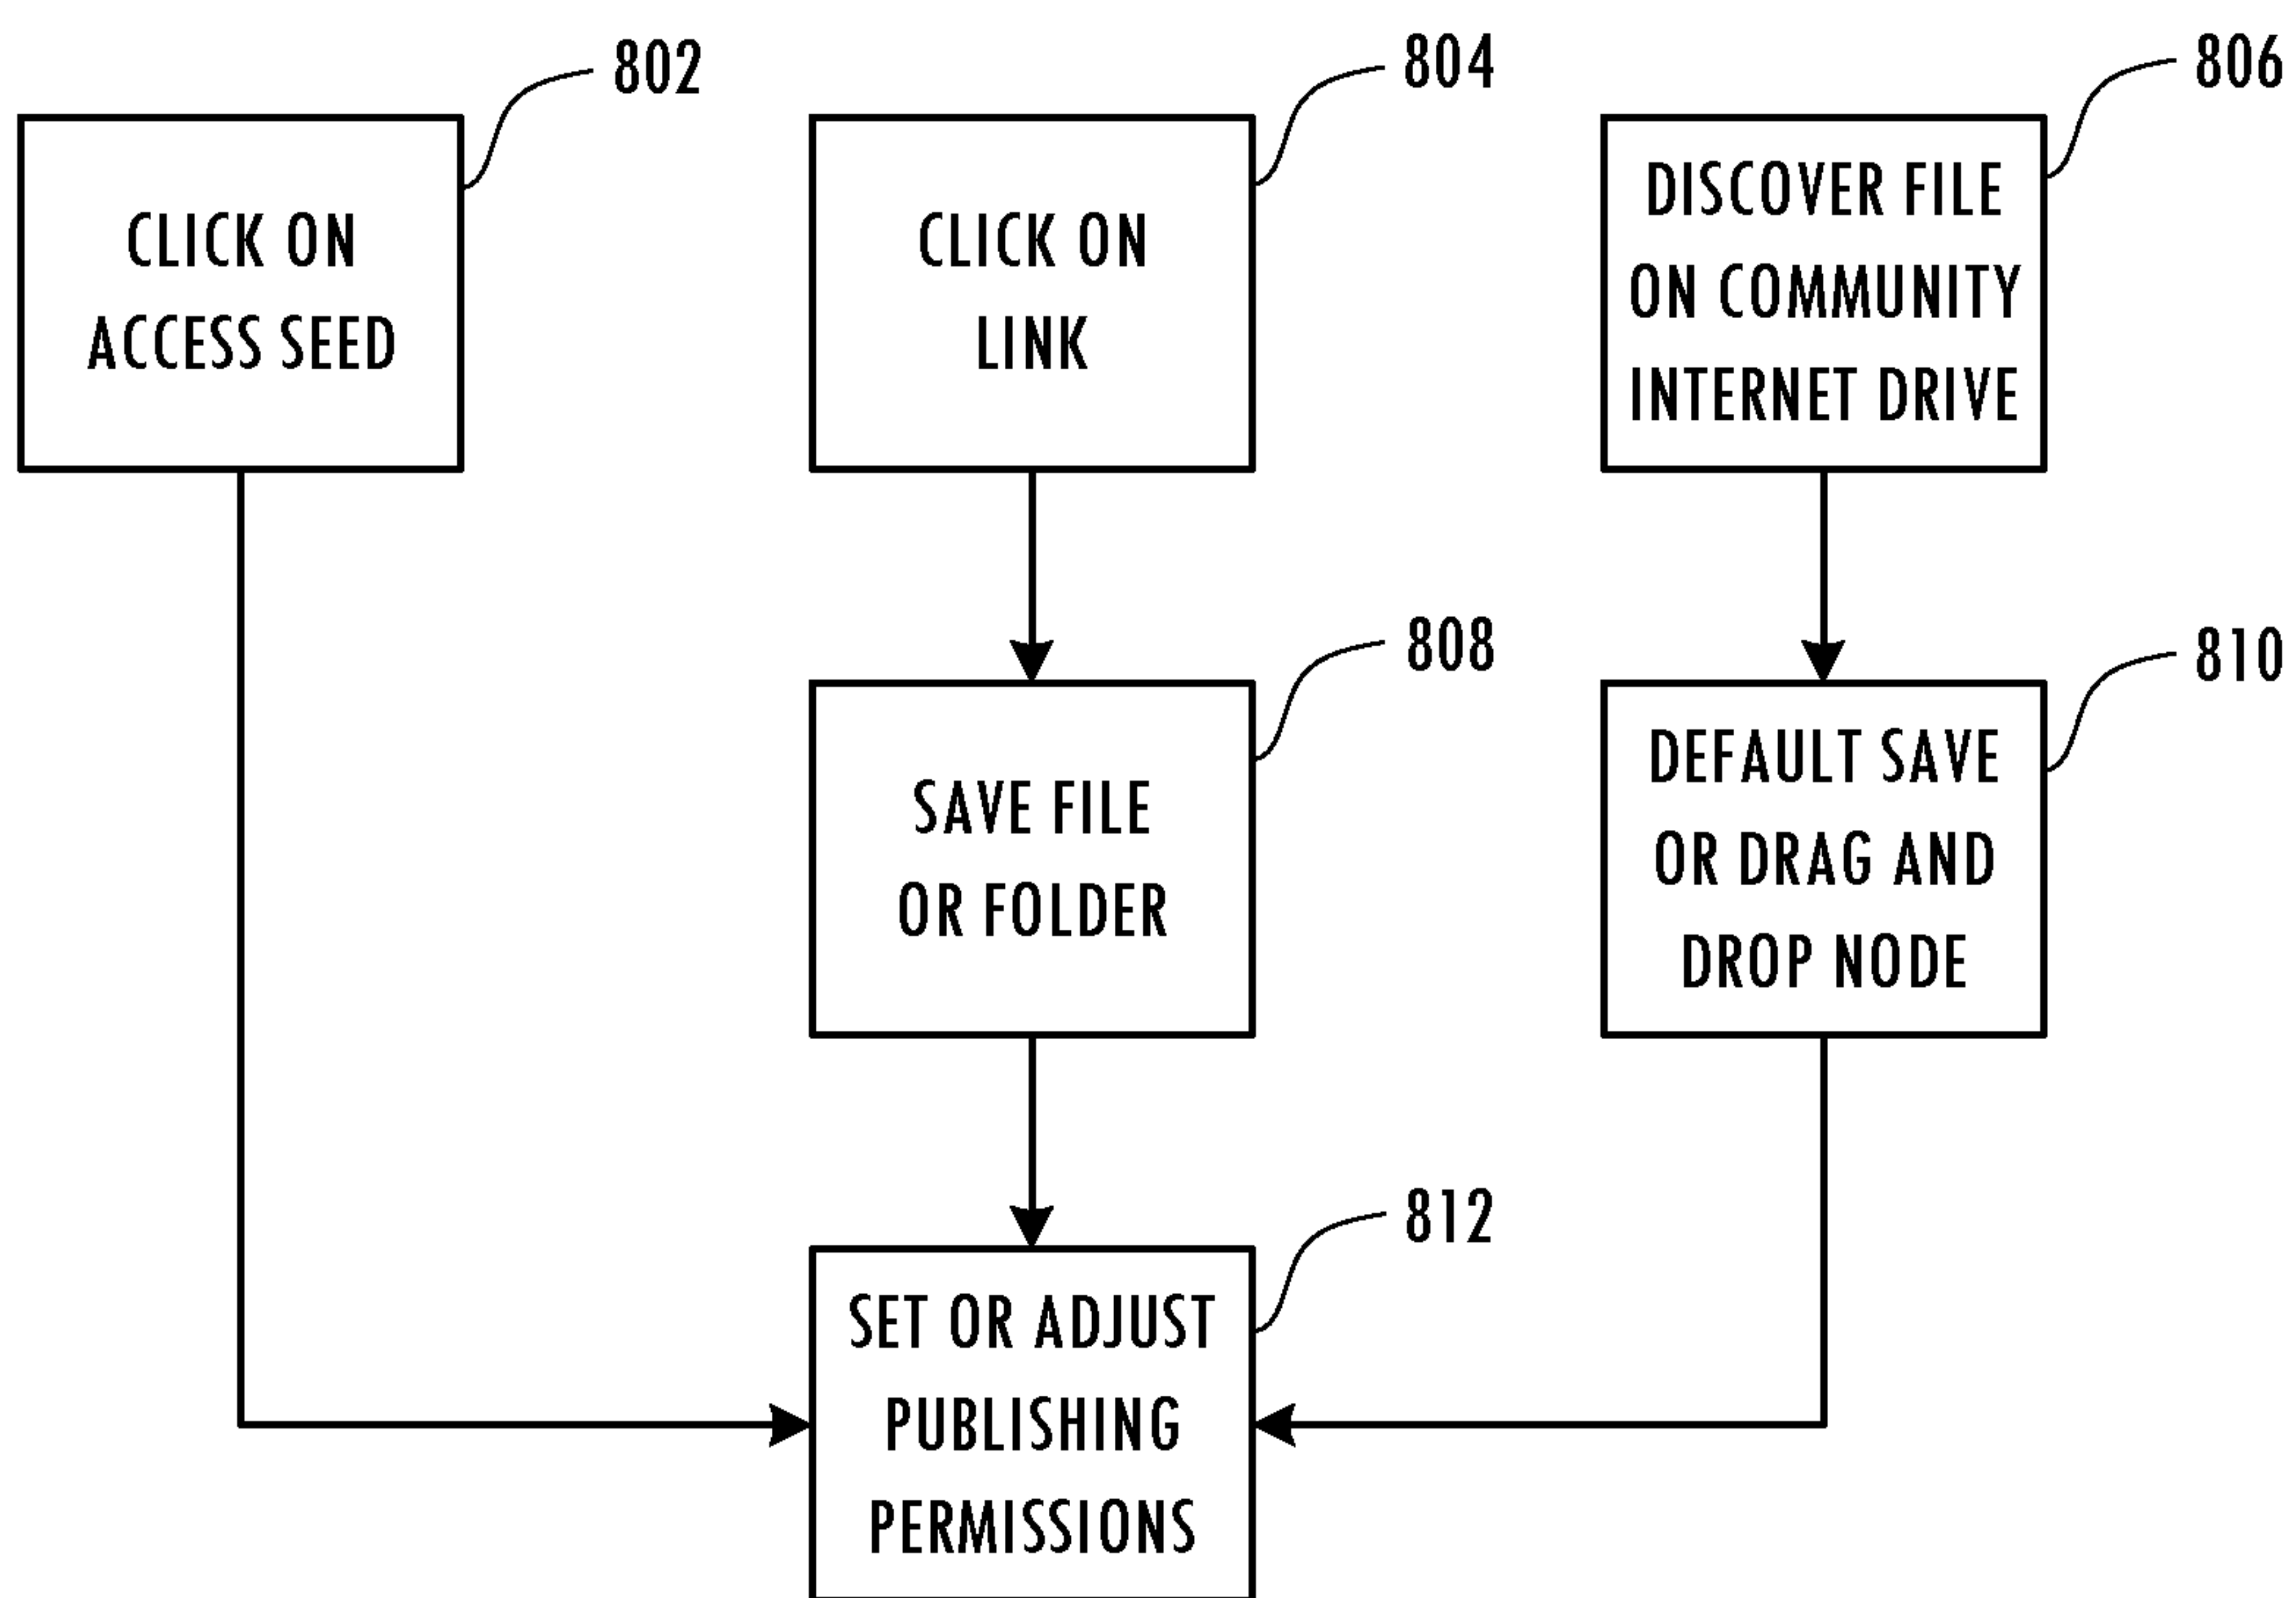 802
CLICK ON
ACCESS SEED
804
CLICK ON
LINK
806
DISCOVER FILE
ON COMMUNITY
INTERNET DRIVE
808
SAVE FILE
OR FOLDER
810
DEFAULT SAVE
OR DRAG AND
DROP NODE
812
SET OR ADJUST
PUBLISHING
PERMISSIONS